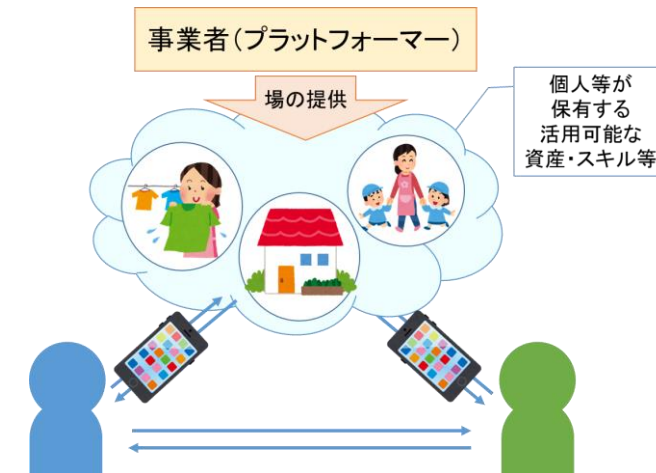 事業者(プラットフォーマー)
場の提供
個人等が
保有する
活用可能な
資産・スキル等